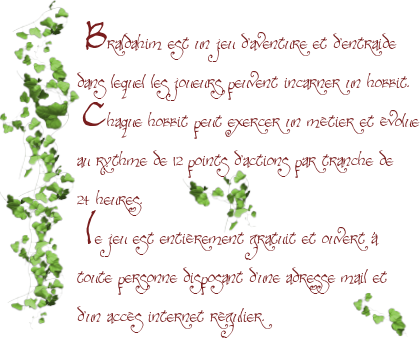 Braldahim est un jeu d'aventure et d'entraide
dans lequel les joueurs, peuvent incarner un hobbit.
Chaque hobbit peut exercer un métier et évolue
au rythme de 12 points d'actions par tranche de
24 heures.
Le jeu est entièrement gratuit et ouvert à
toute personne disposant d'une adresse mail et
d'un accès internet régulier.